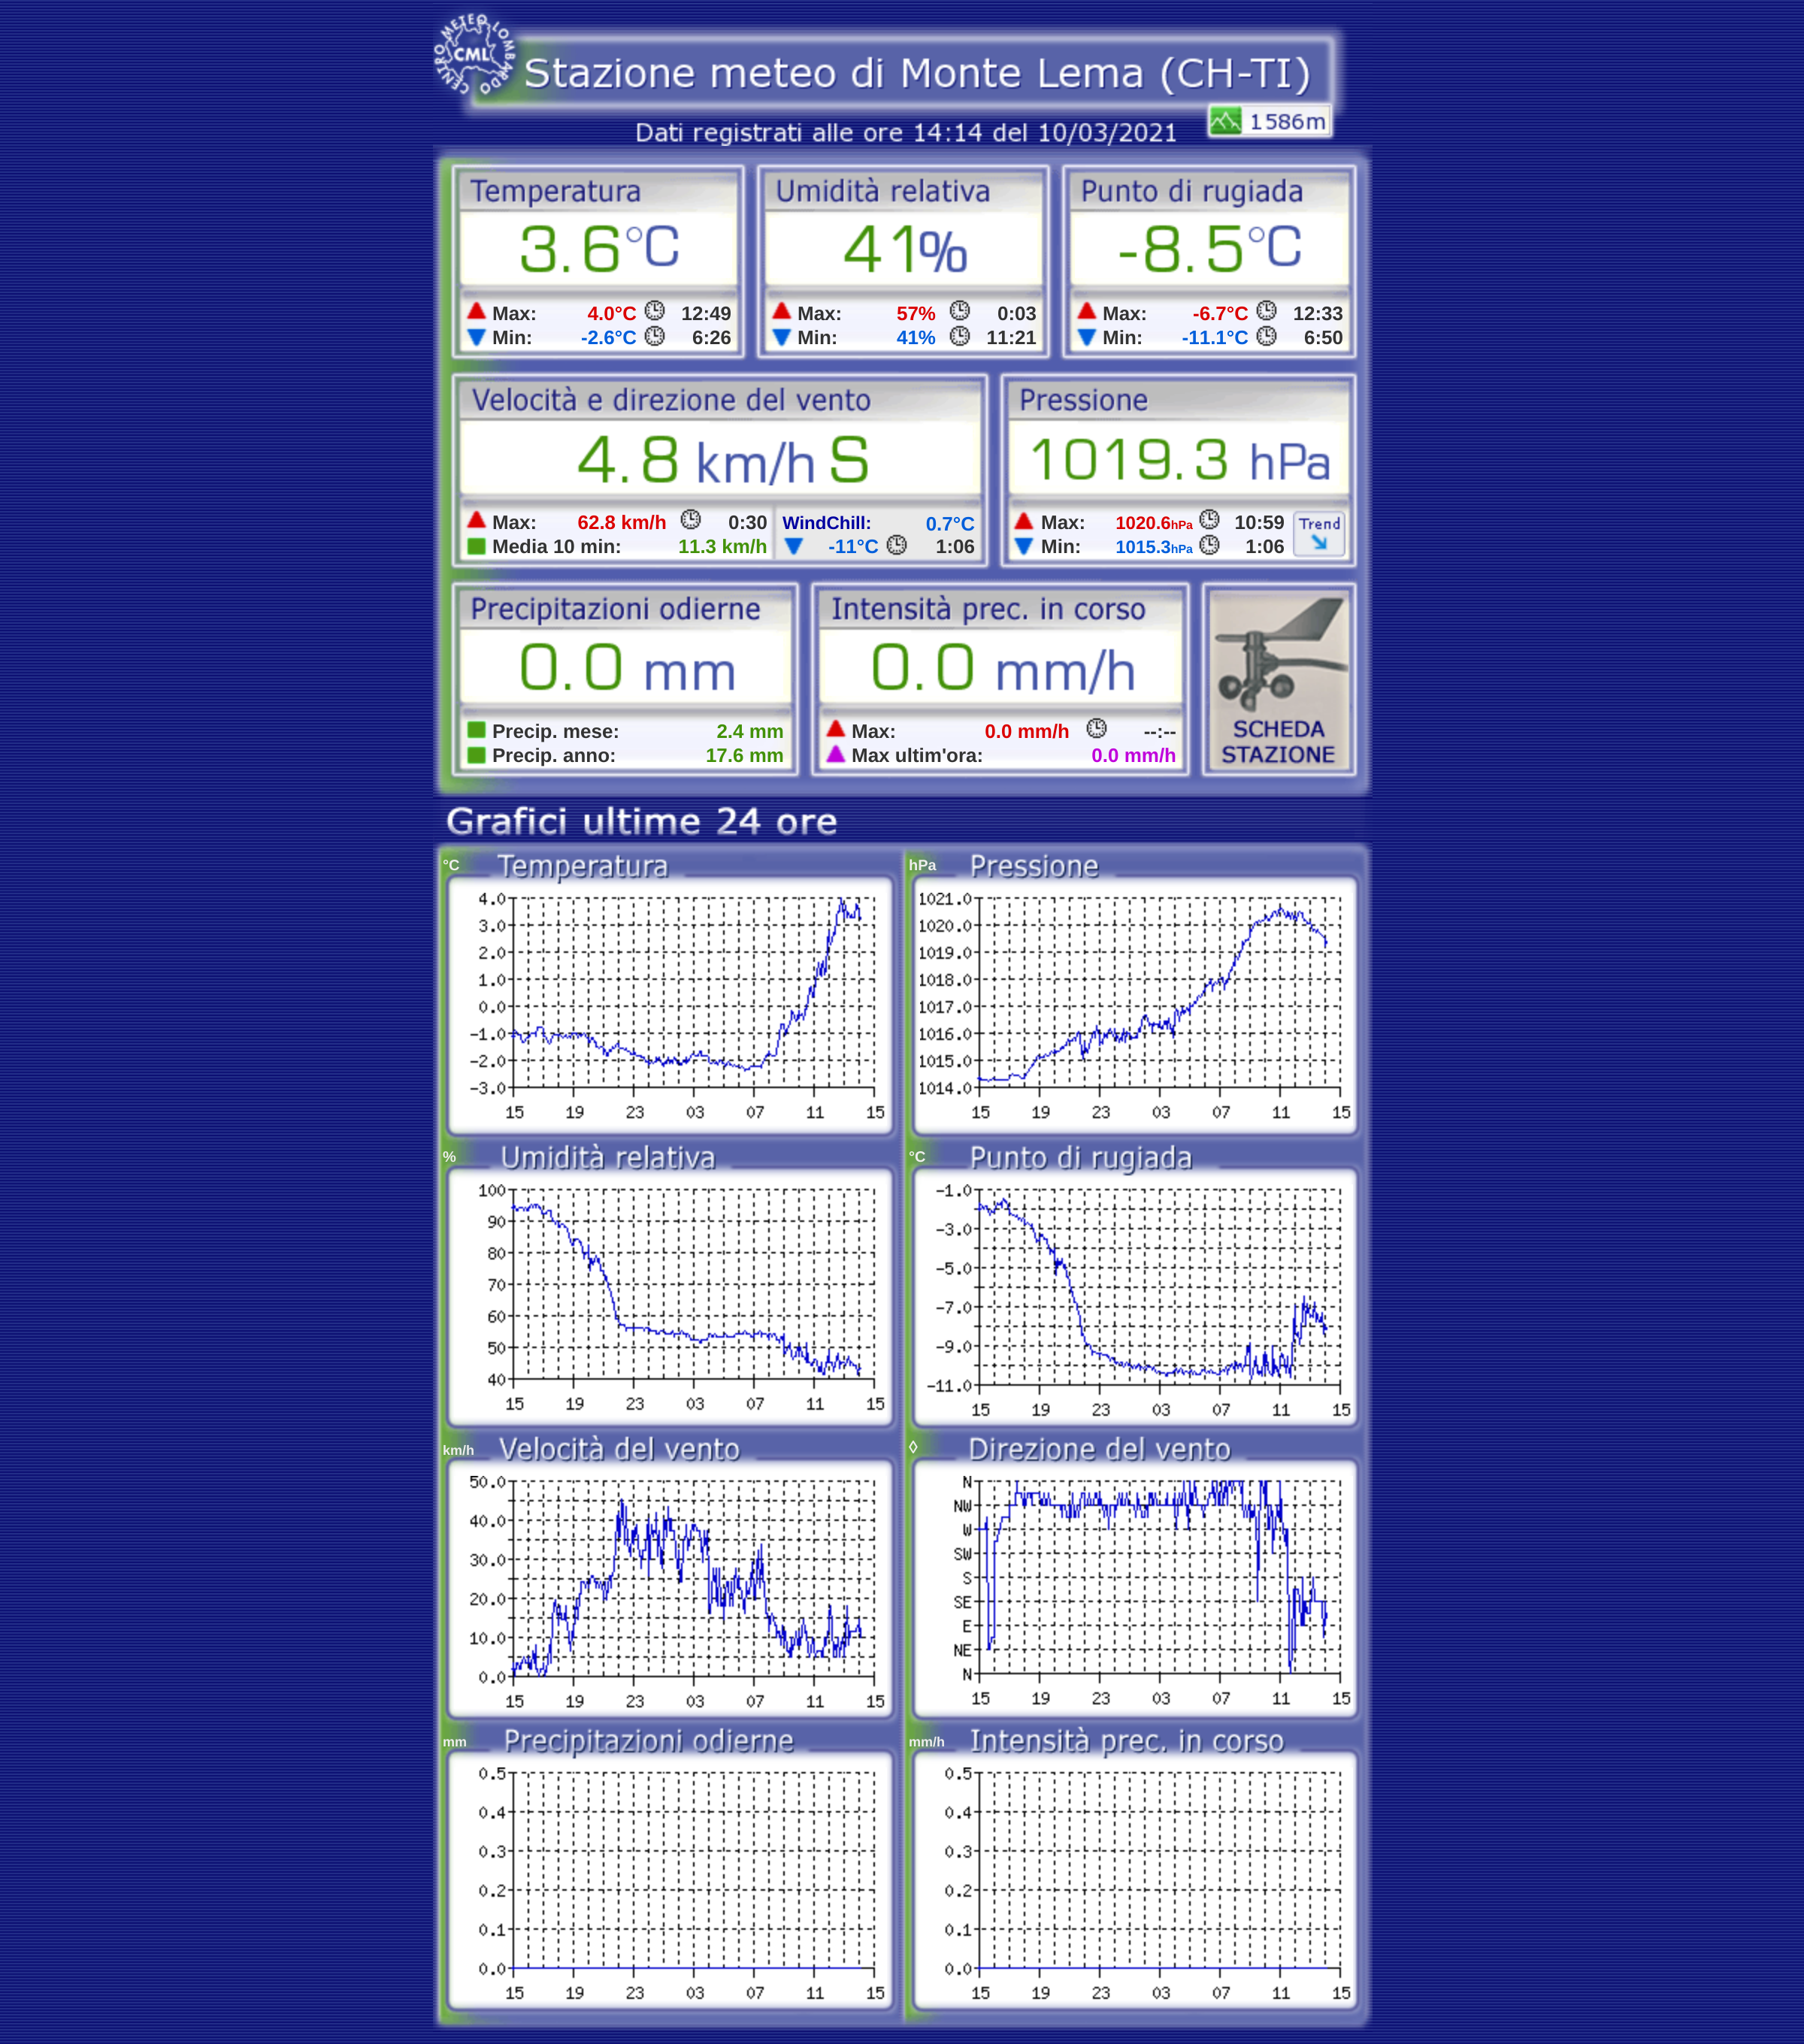 CENTRO METEO LOMBARDO
CML
Stazione meteo di Monte Lema (CH-TI)
1586m
Dati registrati alle ore 14:14 del 10/03/2021
Temperatura Umidità relativa Punto di rugiada
3.6°C 41% -8.5°C
Max: 4.0°C 12:49 Max: 57% 0:03 Max: -6.7°C 12:33
Min: -2.6°C 6:26 Min: 41% 11:21 Min: -11.1°C 6:50
Velocità e direzione del vento Pressione
4.8 km/h S 1019.3 hPa
Max: 62.8 km/h 0:30 WindChill: 0.7°C Max: 1020.6hPa 10:59 Trend
Media 10 min: 11.3 km/h -11°C 1:06 Min: 1015.3hPa 1:06
Precipitazioni odierne Intensità prec. in corso
0.0 mm 0.0 mm/h
Precip. mese: 2.4 mm Max: 0.0 mm/h --:-- SCHEDA
Precip. anno: 17.6 mm Max ultim'ora: 0.0 mm/h STAZIONE
Grafici ultime 24 ore
°C Temperatura
4.0
3.0
2.0
1.0
0.0
-1.0
-2.0
-3.0
15 19 23 03 07 11 15
hPa Pressione
1021.0
1020.0
1019.0
1018.0
1017.0
1016.0
1015.0
1014.0
15 19 23 03 07 11 15
% Umidità relativa
100
90
80
70
60
50
40
15 19 23 03 07 11 15
°C Punto di rugiada
-1.0
-3.0
-5.0
-7.0
-9.0
-11.0
15 19 23 03 07 11 15
km/h Velocità del vento
50.0
40.0
30.0
20.0
10.0
0.0
15 19 23 03 07 11 15
◊ Direzione del vento
N
NW
W
SW
S
SE
E
NE
N
15 19 23 03 07 11 15
mm Precipitazioni odierne
0.5
0.4
0.3
0.2
0.1
0.0
15 19 23 03 07 11 15
mm/h Intensità prec. in corso
0.5
0.4
0.3
0.2
0.1
0.0
15 19 23 03 07 11 15